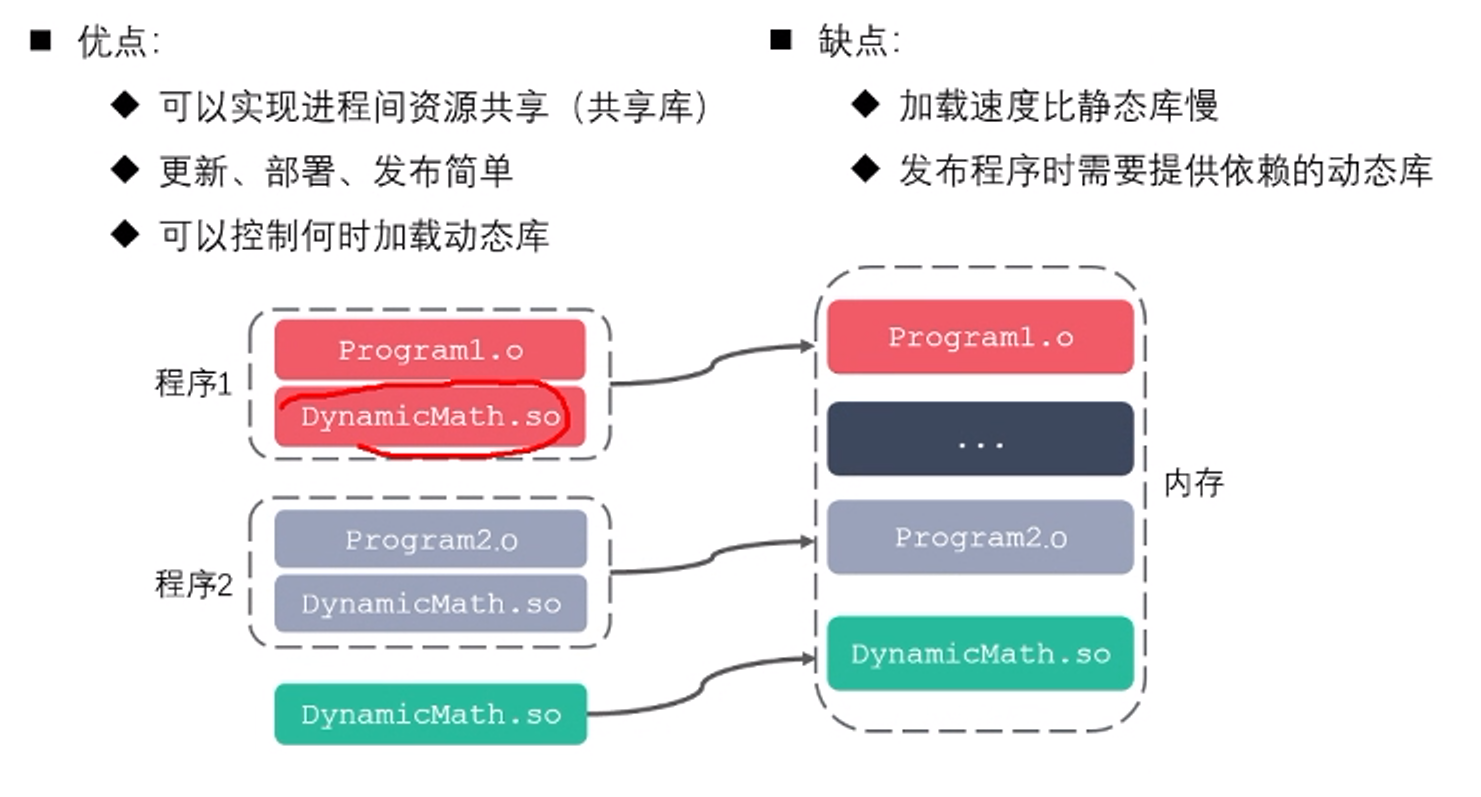 优点：
可以实现进程间资源共享（共享库）
更新、部署、发布简单
可以控制何时加载动态库
缺点：
加载速度比静态库慢
发布程序时需要提供依赖的动态库
程序1
Program1.o
DynamicMath.so
程序2
Program2.o
DynamicMath.so
DynamicMath.so
Program1.o
...
Program2.o
DynamicMath.so
内存